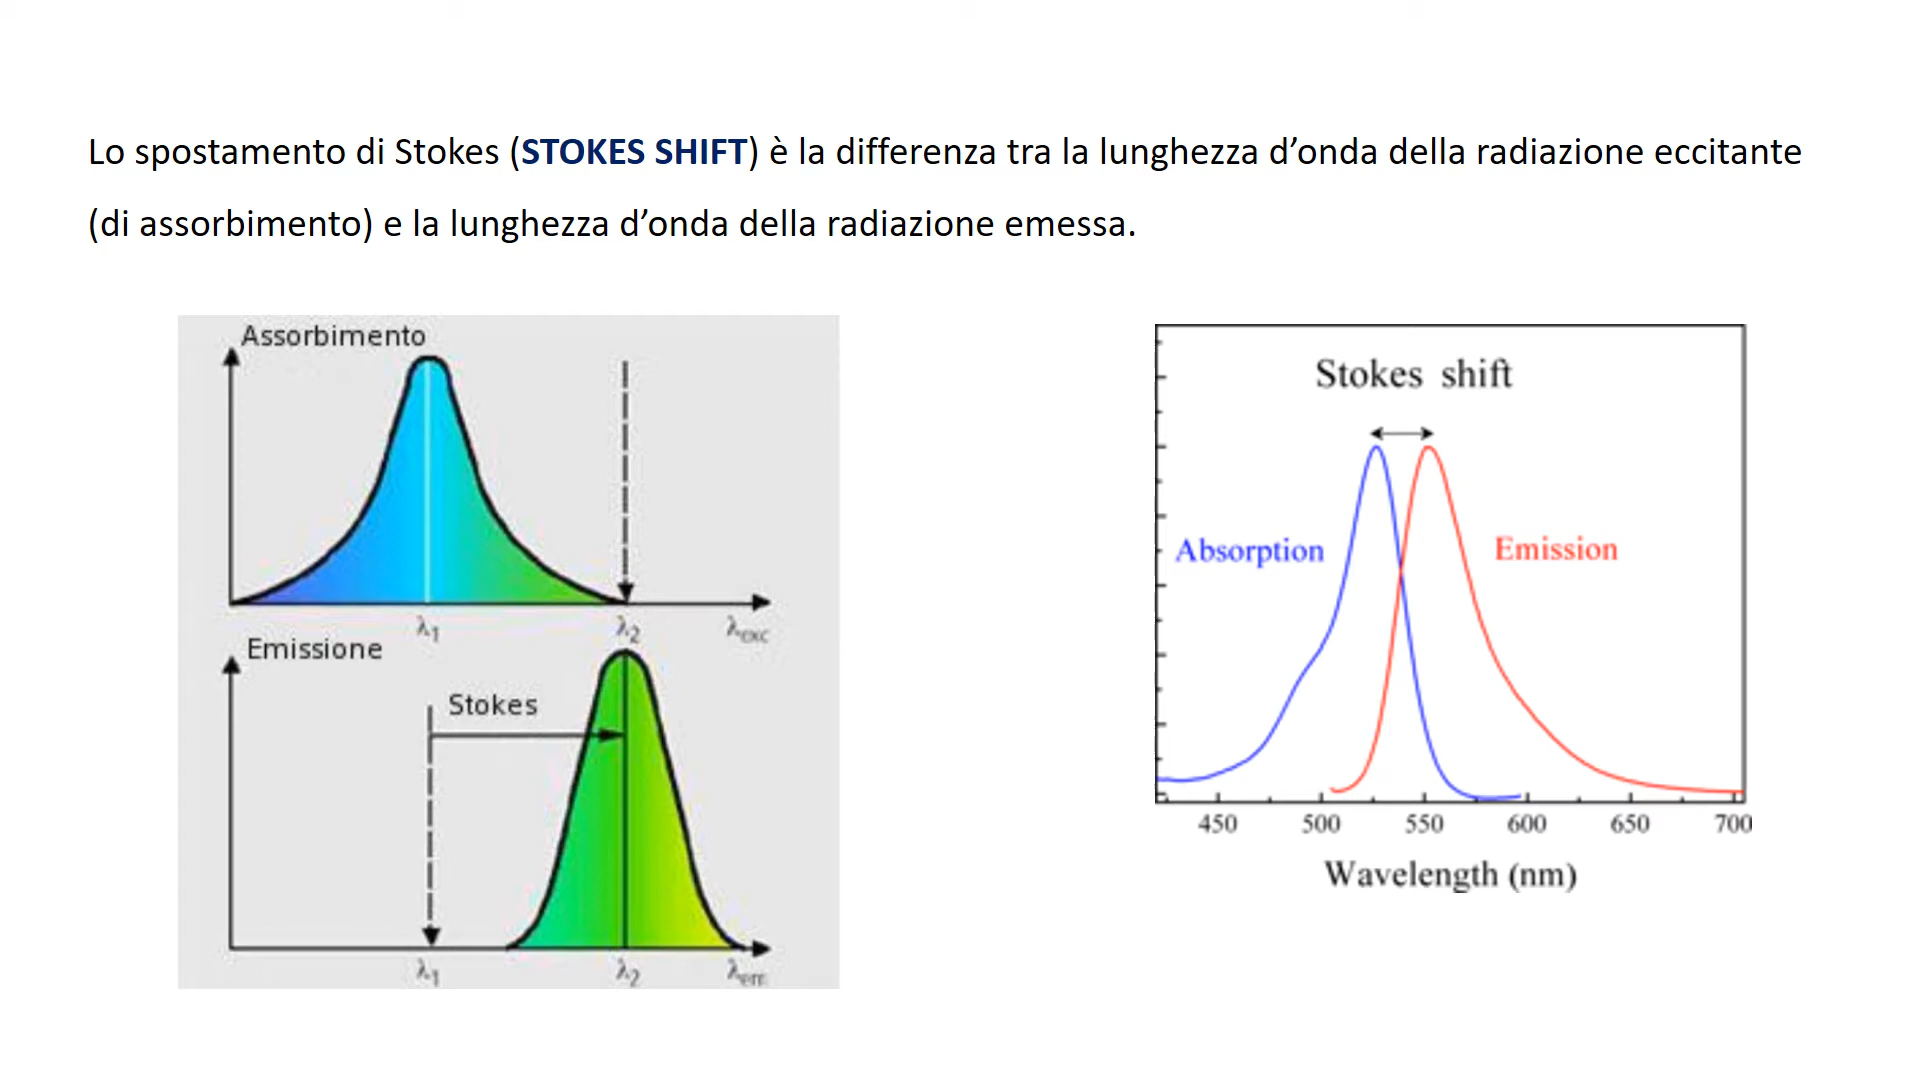 Lo spostamento di Stokes (STOKES SHIFT) è la differenza tra la lunghezza d’onda della radiazione eccitante
(di assorbimento) e la lunghezza d’onda della radiazione emessa.
Assorbimento
λ1 λ2 λexc
Emissione
Stokes
λ1 λ2 λem
Stokes shift
Absorption
Emission
450 500 550 600 650 700
Wavelength (nm)